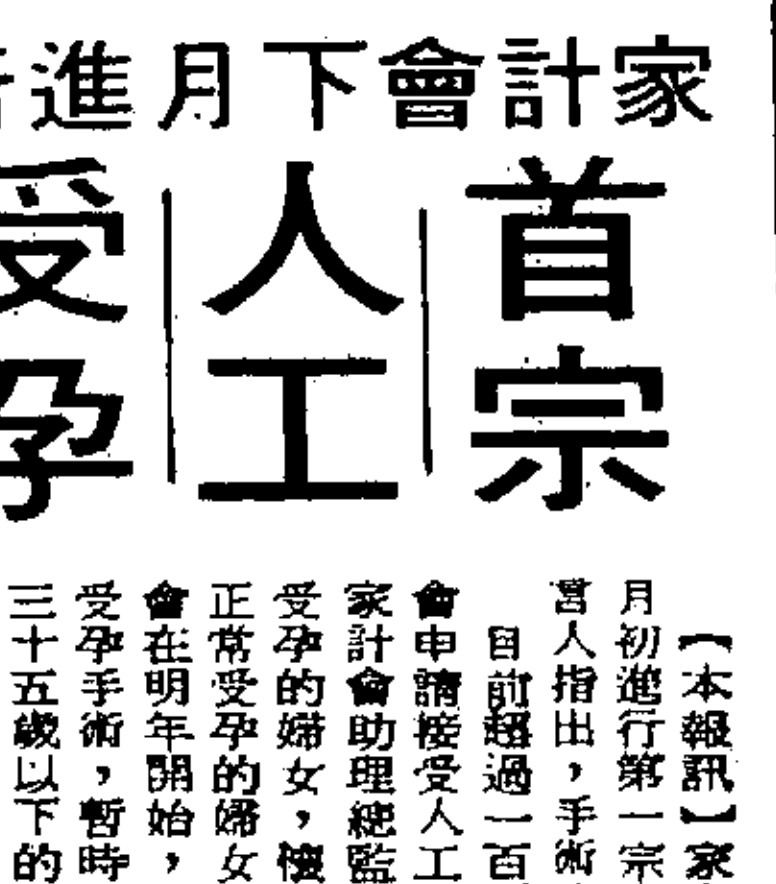 家計會下月進
首宗
人工
受孕
【本報訊】家
月初進行第一宗
人指出，手術
目前超過一百
會申請接受人工
家計會助理總監
受孕的婦女，懷
正常受孕的婦女
會在明年開始，
受孕手術，暫時
三十五歲以下的